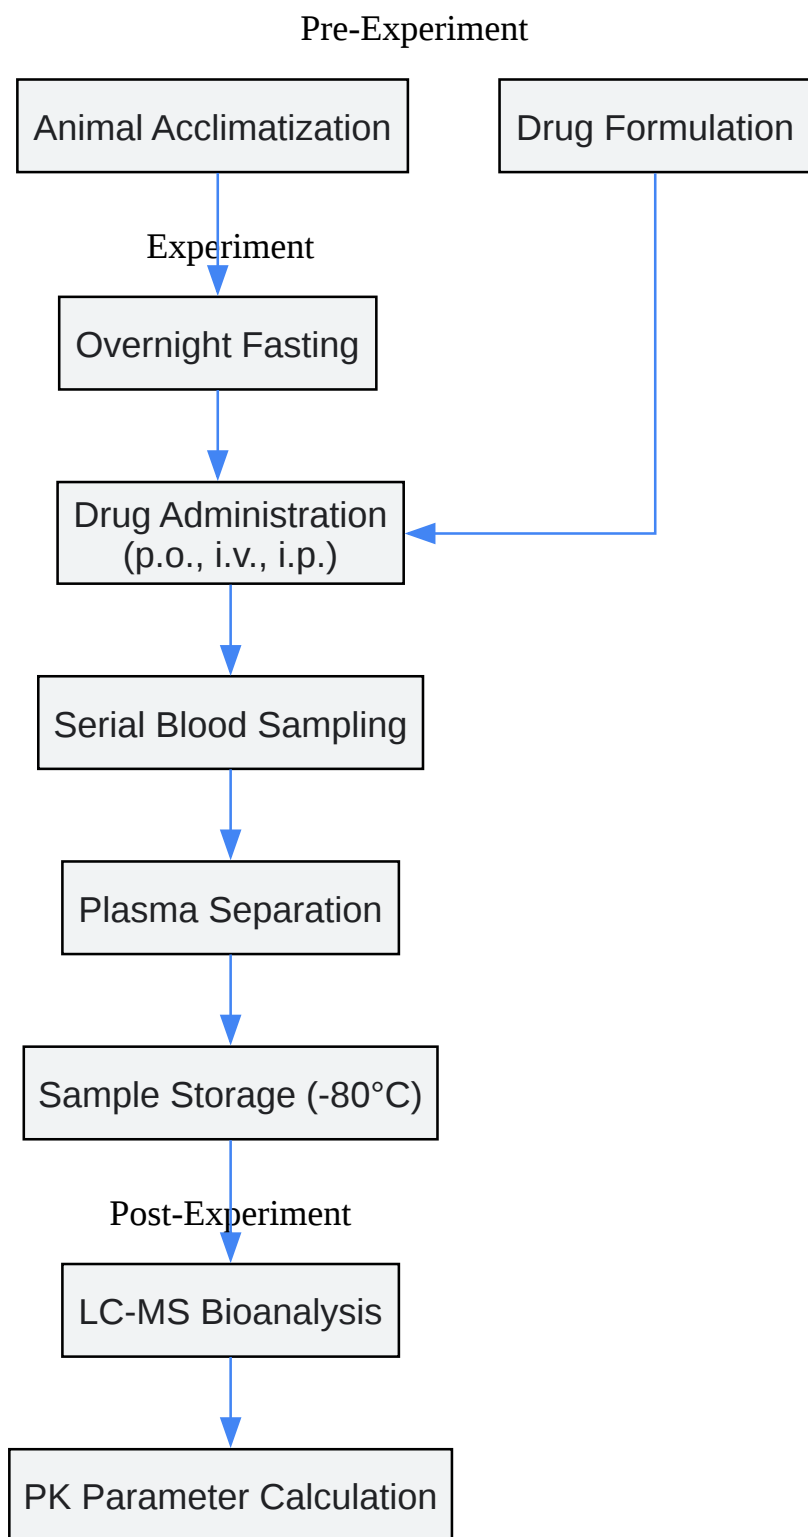 Pre-Experiment
Animal Acclimatization
Drug Formulation
Experiment
Overnight Fasting
Drug Administration
(p.o., i.v., i.p.)
Serial Blood Sampling
Plasma Separation
Sample Storage (-80°C)
Post-Experiment
LC-MS Bioanalysis
PK Parameter Calculation